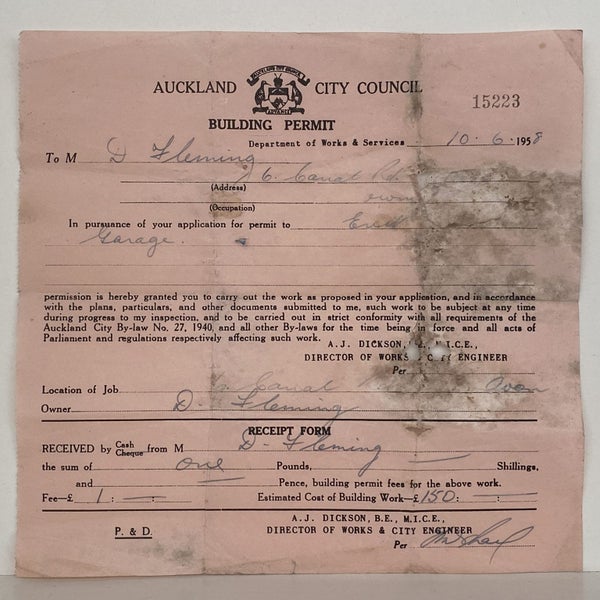 AUCKLAND CITY COUNCIL
ADVANCE
15223
BUILDING PERMIT
Department of Works & Services 10·6·1958
To M D Fleming
6. Canal Rd
(Address)
(Occupation)
In pursuance of your application for permit to Erect
Garage.
permission is hereby granted you to carry out the work as proposed in your application, and in accordance
with the plans, particulars, and other documents submitted to me, such work to be subject at any time
during progress to my inspection, and to be carried out in strict conformity with all requirements of the
Auckland City By-law No. 27, 1940, and all other By-laws for the time being in force and all acts of
Parliament and regulations respectively affecting such work.
A.J. DICKSON, B.E., M.I.C.E.,
DIRECTOR OF WORKS & CITY ENGINEER
Per
Location of Job Canal
Owner D- Fleming
RECEIPT FORM
RECEIVED by Cash Cheque from M D- Fleming
the sum of one Pounds, — Shillings,
and — Pence, building permit fees for the above work.
Fee—£ 1 : — : Estimated Cost of Building Work—£150: — : —
A.J. DICKSON, B.E., M.I.C.E.,
P. & D. DIRECTOR OF WORKS & CITY ENGINEER
Per